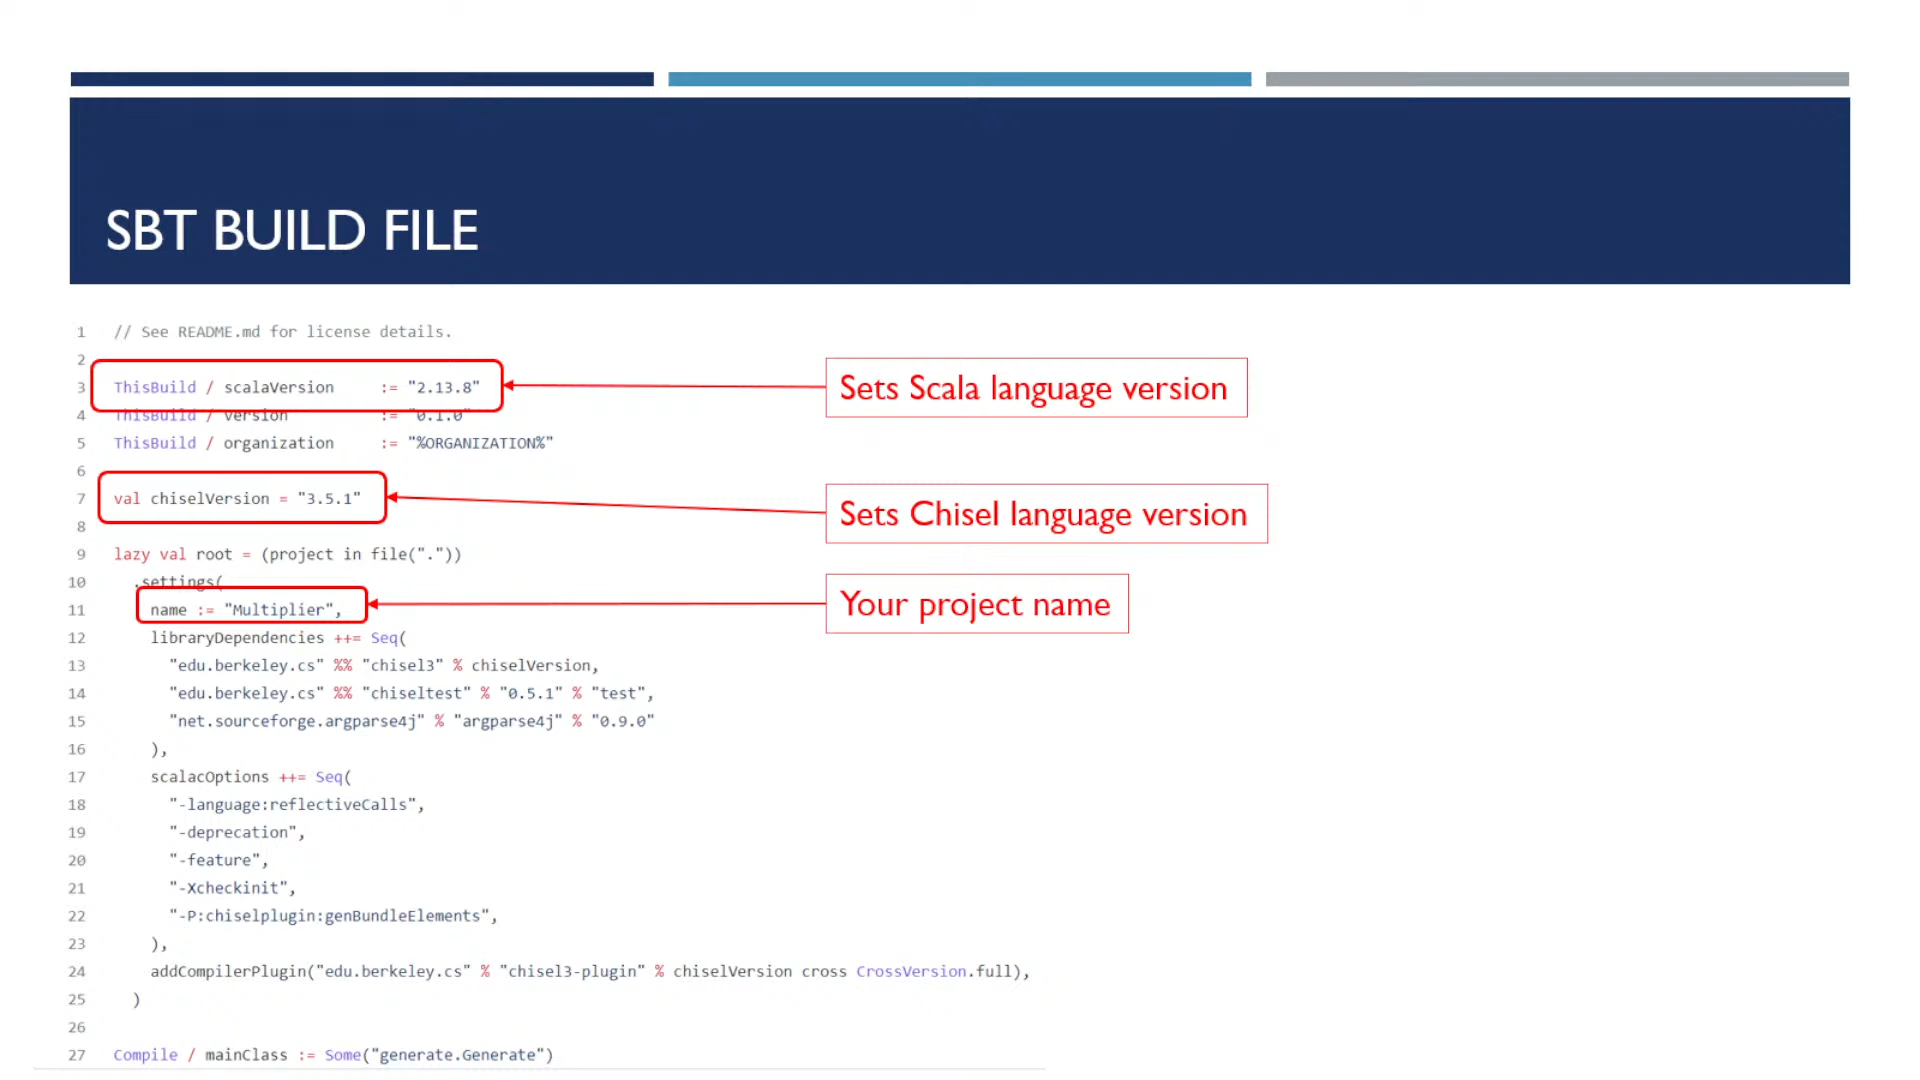 SBT BUILD FILE
1 // See README.md for license details.
2
3 ThisBuild / scalaVersion := "2.13.8"
Sets Scala language version
4 ThisBuild / version := "0.1.0"
5 ThisBuild / organization := "%ORGANIZATION%"
6
7 val chiselVersion = "3.5.1"
Sets Chisel language version
8
9 lazy val root = (project in file("."))
10 .settings(
11 name := "Multiplier",
Your project name
12 libraryDependencies ++= Seq(
13 "edu.berkeley.cs" %% "chisel3" % chiselVersion,
14 "edu.berkeley.cs" %% "chiseltest" % "0.5.1" % "test",
15 "net.sourceforge.argparse4j" % "argparse4j" % "0.9.0"
16 ),
17 scalacOptions ++= Seq(
18 "-language:reflectiveCalls",
19 "-deprecation",
20 "-feature",
21 "-Xcheckinit",
22 "-P:chiselplugin:genBundleElements",
23 ),
24 addCompilerPlugin("edu.berkeley.cs" % "chisel3-plugin" % chiselVersion cross CrossVersion.full),
25 )
26
27 Compile / mainClass := Some("generate.Generate")